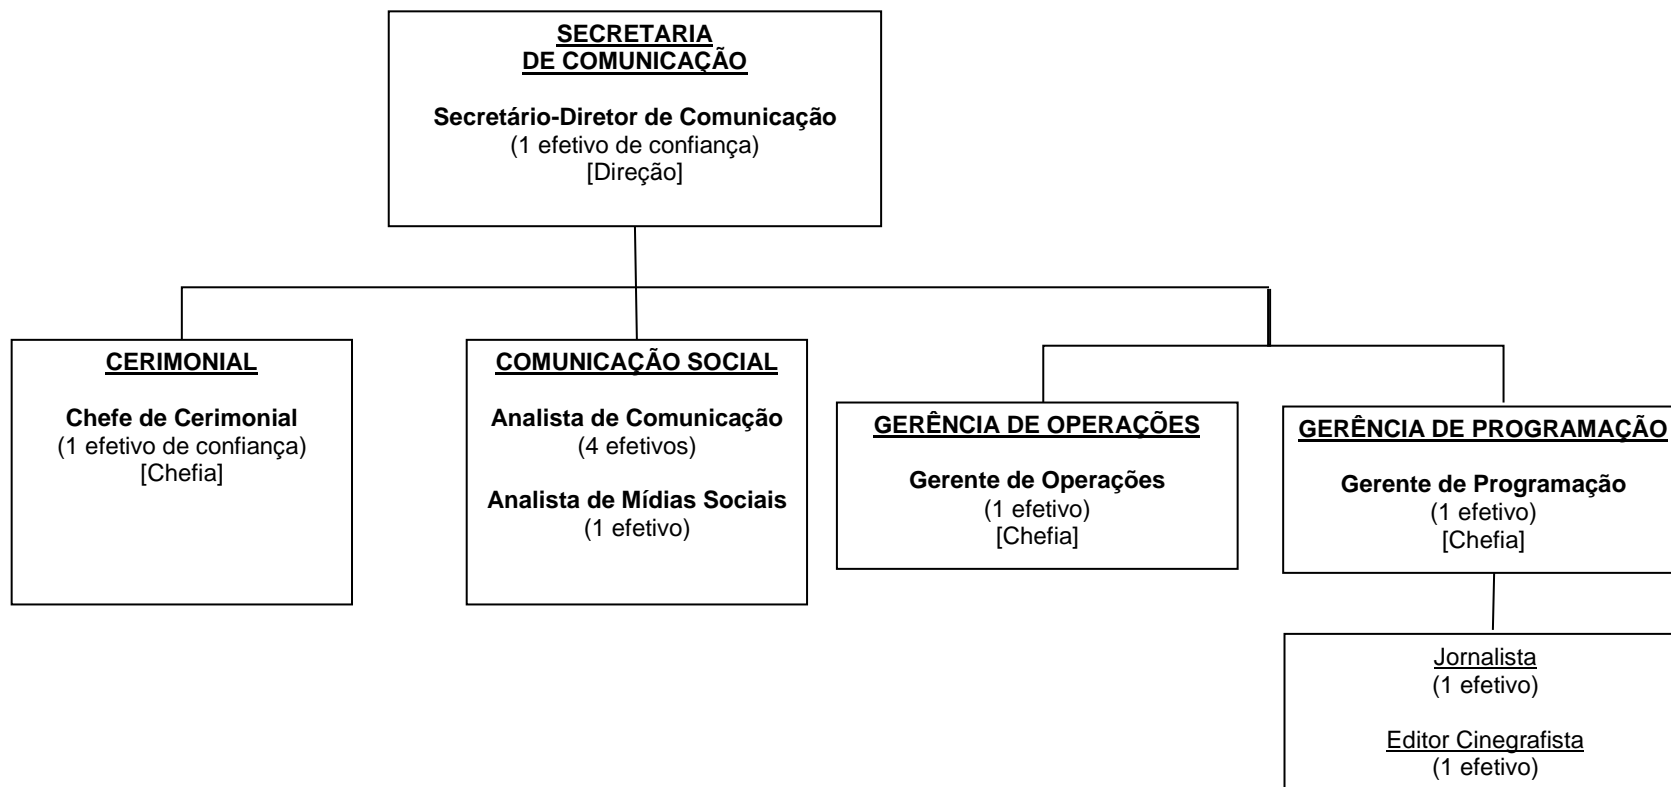 SECRETARIA
DE COMUNICAÇÃO
Secretário-Diretor de Comunicação
(1 efetivo de confiança)
[Direção]
CERIMONIAL
Chefe de Cerimonial
(1 efetivo de confiança)
[Chefia]
COMUNICAÇÃO SOCIAL
Analista de Comunicação
(4 efetivos)
Analista de Mídias Sociais
(1 efetivo)
GERÊNCIA DE OPERAÇÕES
Gerente de Operações
(1 efetivo)
[Chefia]
GERÊNCIA DE PROGRAMAÇÃO
Gerente de Programação
(1 efetivo)
[Chefia]
Jornalista
(1 efetivo)
Editor Cinegrafista
(1 efetivo)